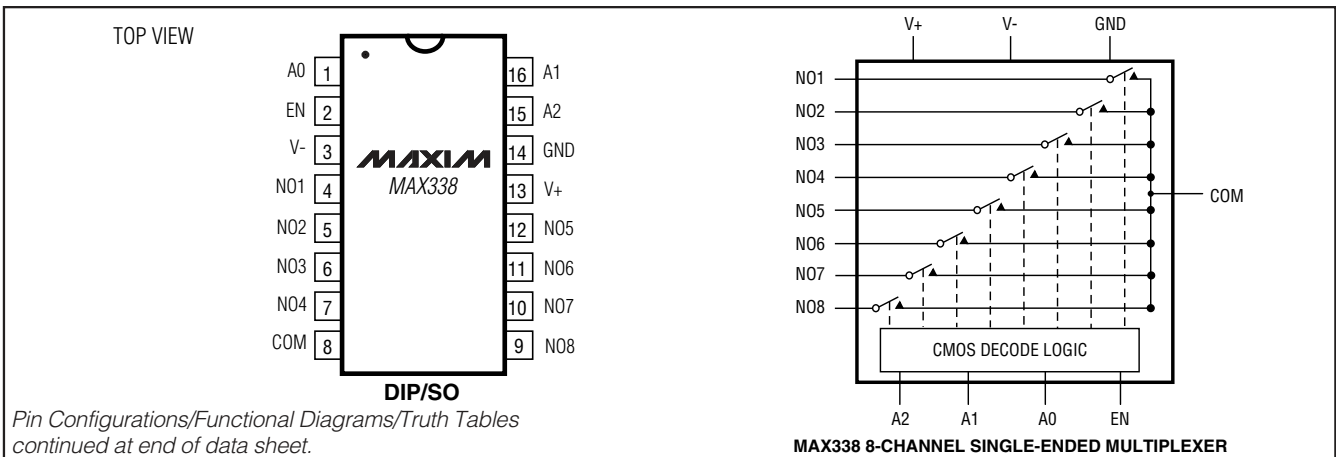 TOP VIEW
A0 1
EN 2
V- 3
NO1 4
NO2 5
NO3 6
NO4 7
COM 8
MAXIM
MAX338
16 A1
15 A2
14 GND
13 V+
12 NO5
11 NO6
10 NO7
9 NO8
DIP/SO
Pin Configurations/Functional Diagrams/Truth Tables
continued at end of data sheet.
V+ V- GND
NO1
NO2
NO3
NO4
NO5
NO6
NO7
NO8
COM
CMOS DECODE LOGIC
A2 A1 A0 EN
MAX338 8-CHANNEL SINGLE-ENDED MULTIPLEXER